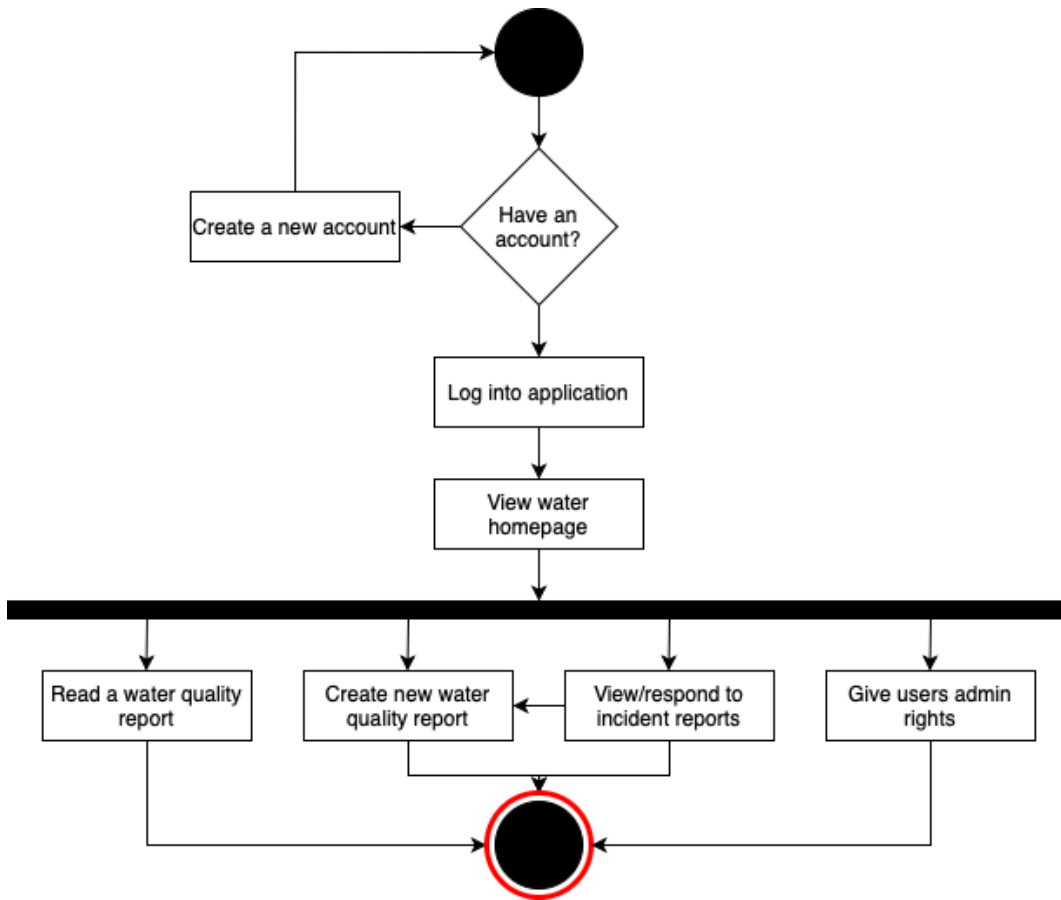 Have an
account?
Create a new account
Log into application
View water
homepage
Read a water quality
report
Create new water
quality report
View/respond to
incident reports
Give users admin
rights